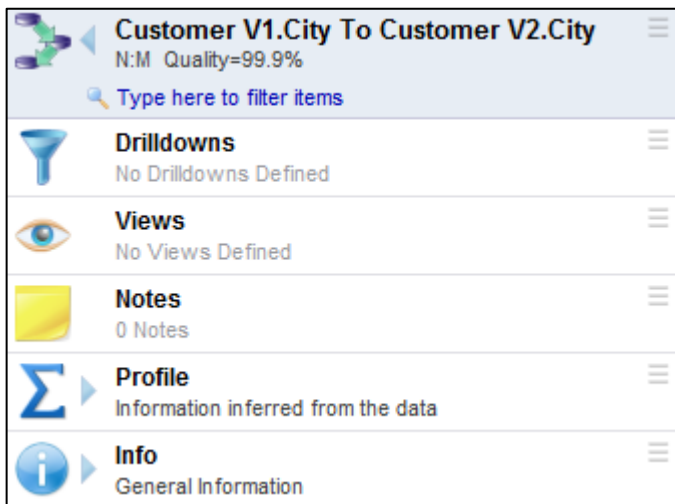 Customer V1.City To Customer V2.City
N:M Quality=99.9%
Type here to filter items
Drilldowns
No Drilldowns Defined
Views
No Views Defined
Notes
0 Notes
Profile
Information inferred from the data
Info
General Information